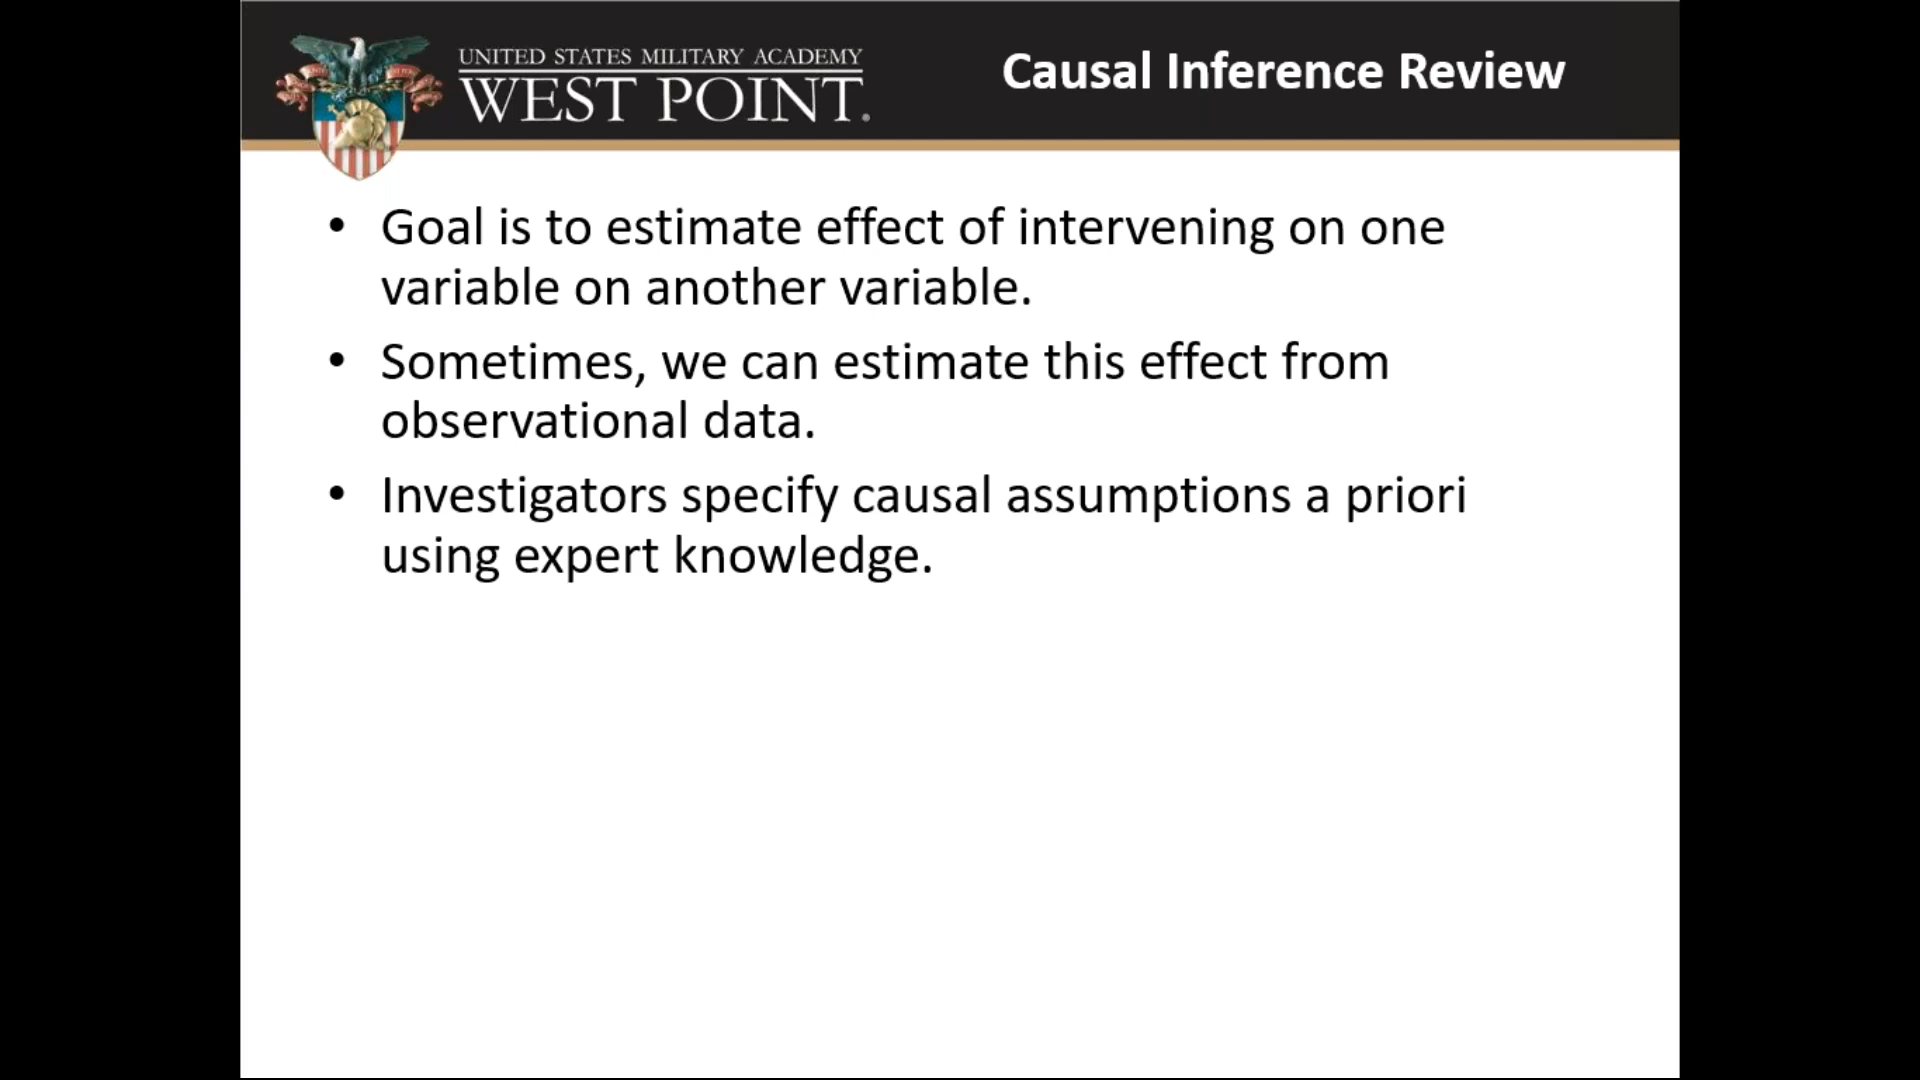 UNITED STATES MILITARY ACADEMY
WEST POINT®
Causal Inference Review
• Goal is to estimate effect of intervening on one
variable on another variable.
• Sometimes, we can estimate this effect from
observational data.
• Investigators specify causal assumptions a priori
using expert knowledge.